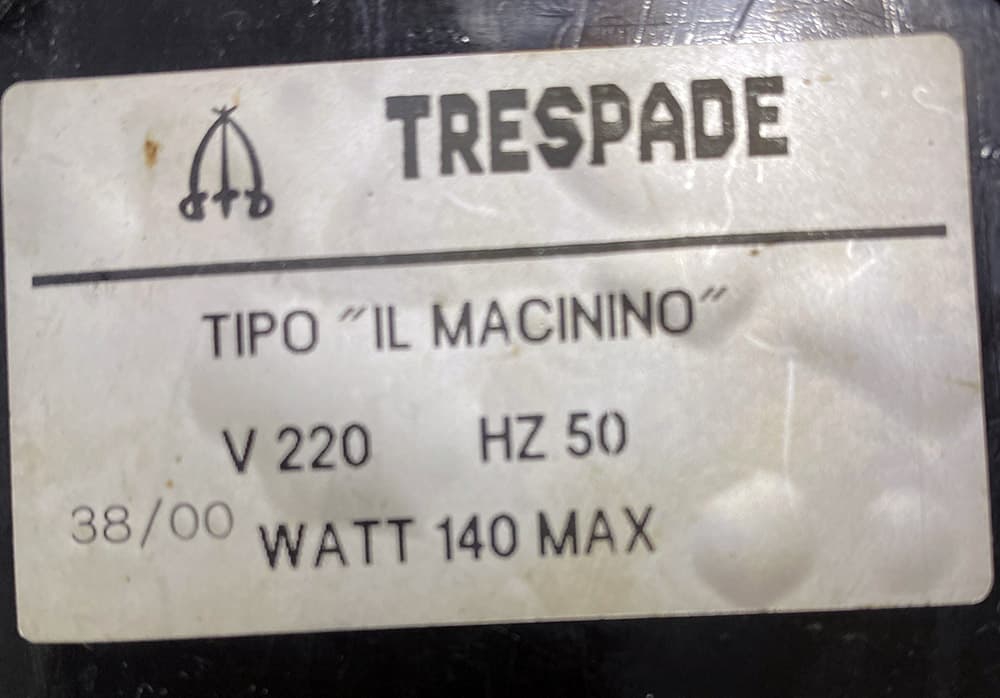 TRESPADE
TIPO "IL MACININO"
V 220 HZ 50
38/00 WATT 140 MAX